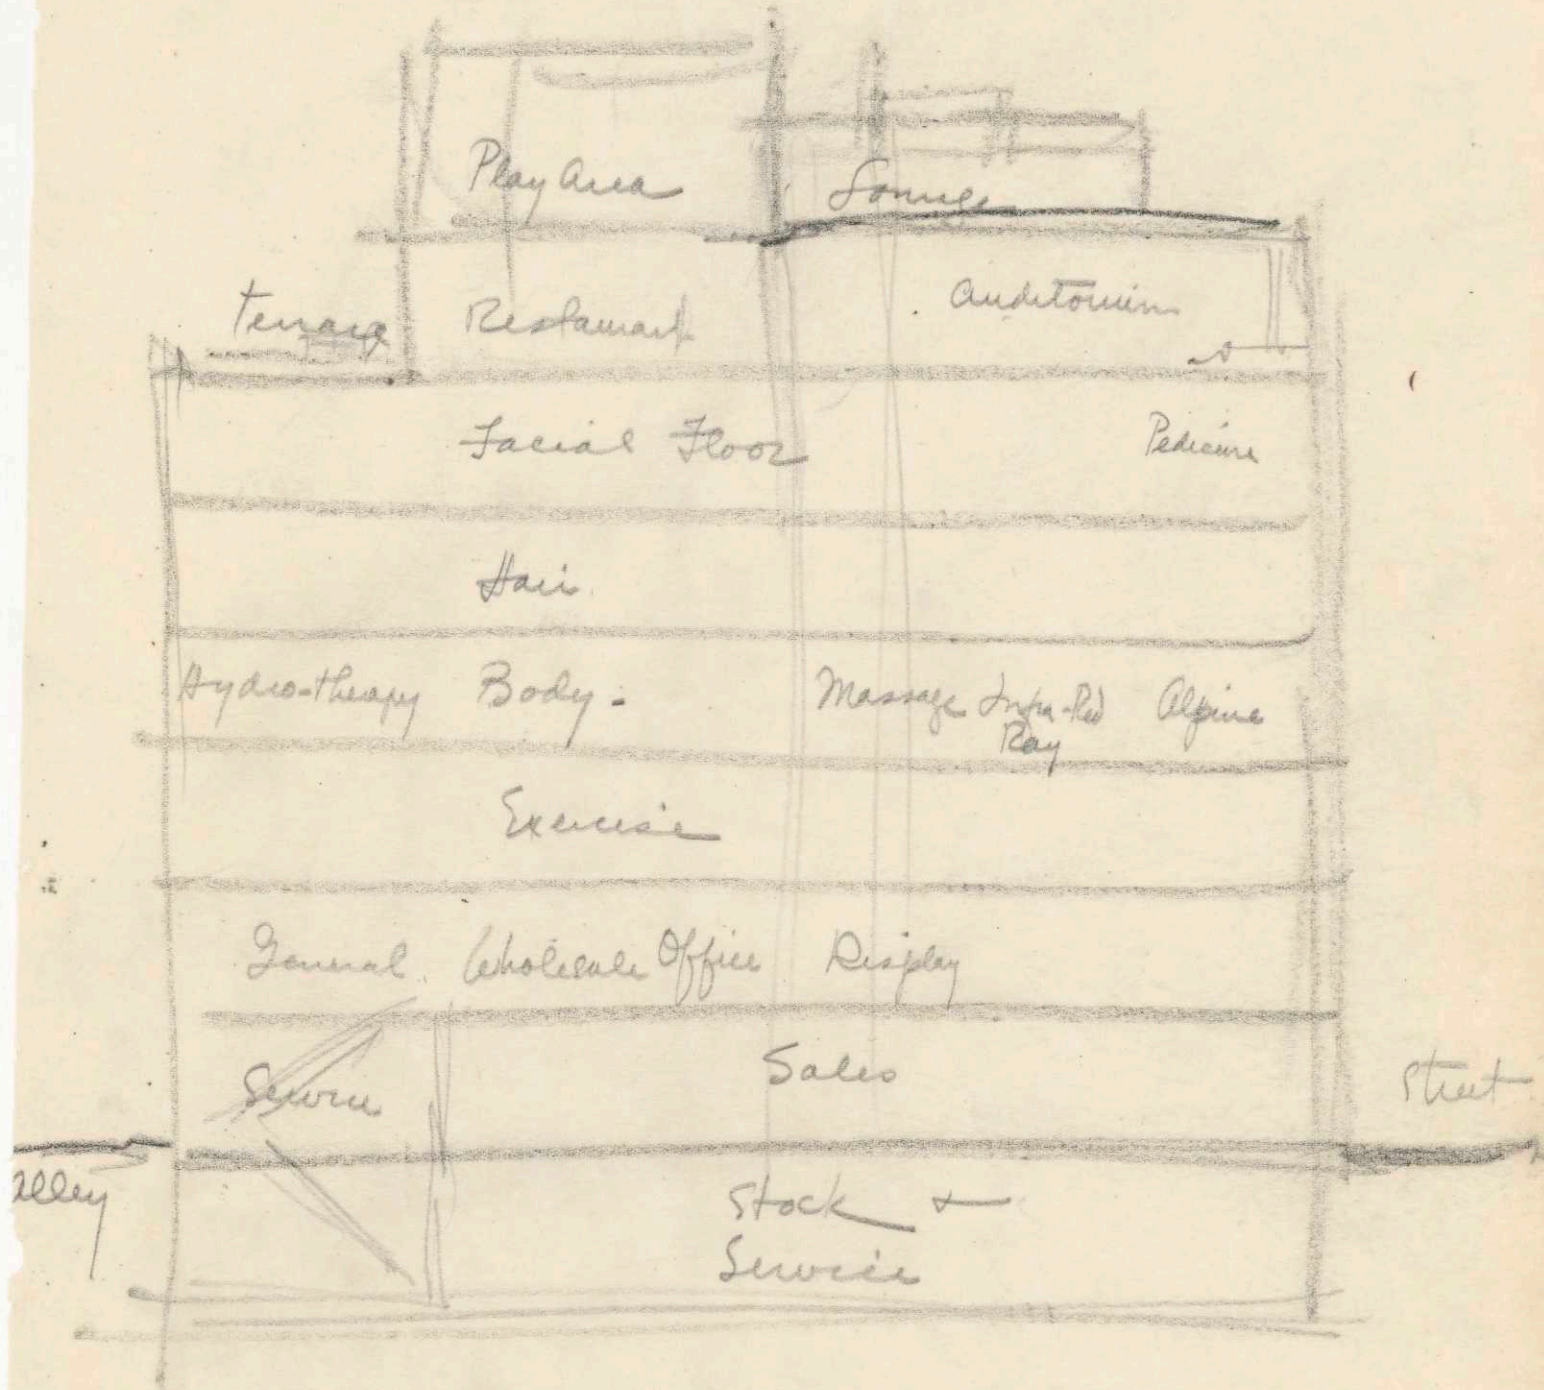 Play Area Lounge
Terrace Restaurant Auditorium
Facial Floor Pedicure
Hair
Hydro-therapy Body - Massage Infra-Red Alpine
Ray
Exercise
General Wholesale Office Display
Service Sales Street
Alley
Stock +
Service